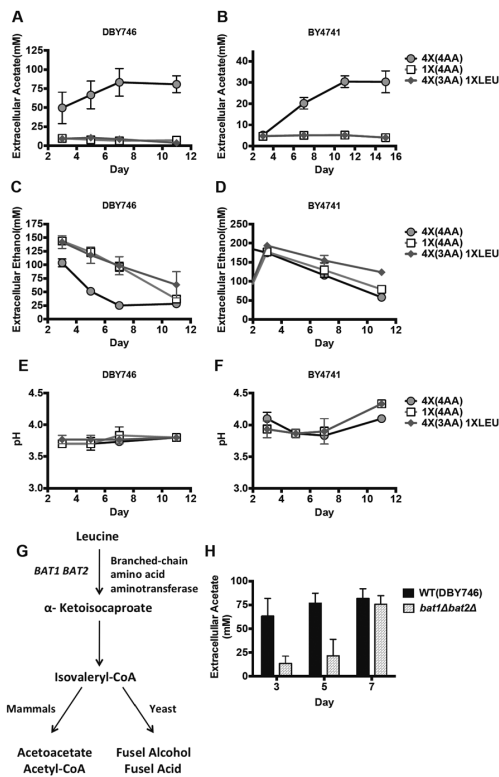 A
DBY746
Extracellular Acetate(mM)
125
100
75
50
25
0
2 4 6 8 10 12
Day
B
BY4741
Extracellular Acetate(mM)
40
30
20
10
0
2 4 6 8 10 12 14 16
Day
4X(4AA)
1X(4AA)
4X(3AA) 1XLEU
C
DBY746
Extracellular Ethanol(mM)
175
150
125
100
75
50
25
0
2 4 6 8 10 12
Day
D
BY4741
Extracellular Ethanol(mM)
250
200
150
100
50
0
2 4 6 8 10 12
Day
4X(4AA)
1X(4AA)
4X(3AA) 1XLEU
E
DBY746
pH
4.5
4.0
3.5
3.0
2 4 6 8 10 12
Day
F
BY4741
pH
4.5
4.0
3.5
3.0
2 4 6 8 10 12
Day
4X(4AA)
1X(4AA)
4X(3AA) 1XLEU
G
Leucine
BAT1 BAT2
Branched-chain
amino acid
aminotransferase
α- Ketoisocaproate
Isovaleryl-CoA
Mammals
Yeast
Acetoacetate
Acetyl-CoA
Fusel Alcohol
Fusel Acid
H
Extracellullar Acetate
(mM)
100
75
50
25
0
3 5 7
Day
WT(DBY746)
bat1Δbat2Δ